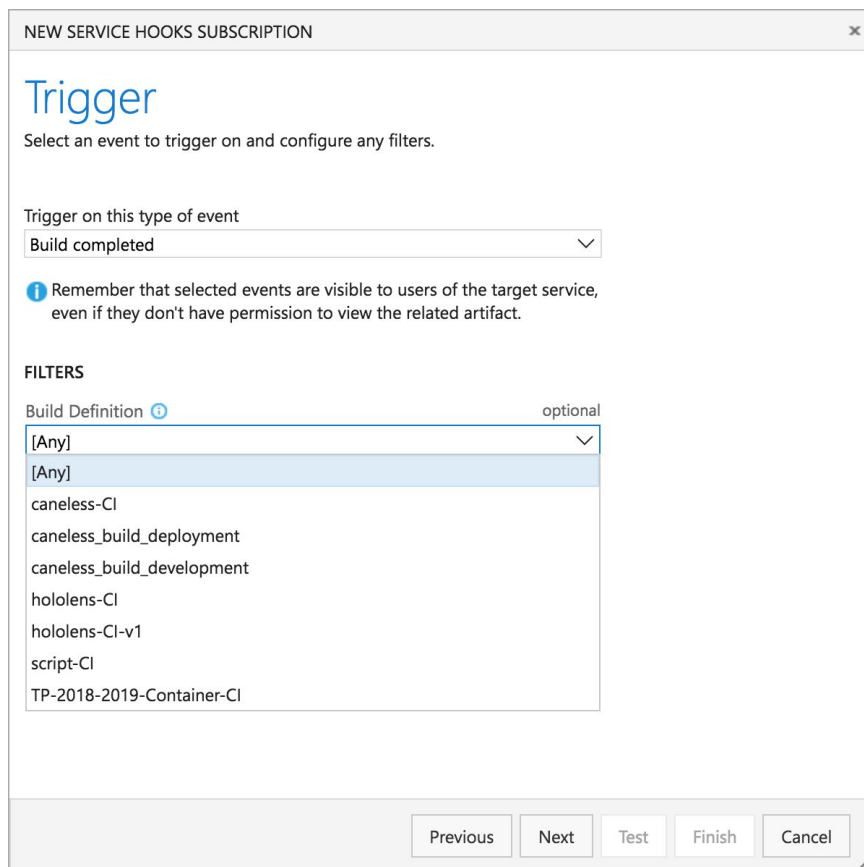 NEW SERVICE HOOKS SUBSCRIPTION
Trigger
Select an event to trigger on and configure any filters.
Trigger on this type of event
Build completed
Remember that selected events are visible to users of the target service,
even if they don't have permission to view the related artifact.
FILTERS
Build Definition optional
[Any]
[Any]
caneless-CI
caneless_build_deployment
caneless_build_development
hololens-CI
hololens-CI-v1
script-CI
TP-2018-2019-Container-CI
Previous Next Test Finish Cancel